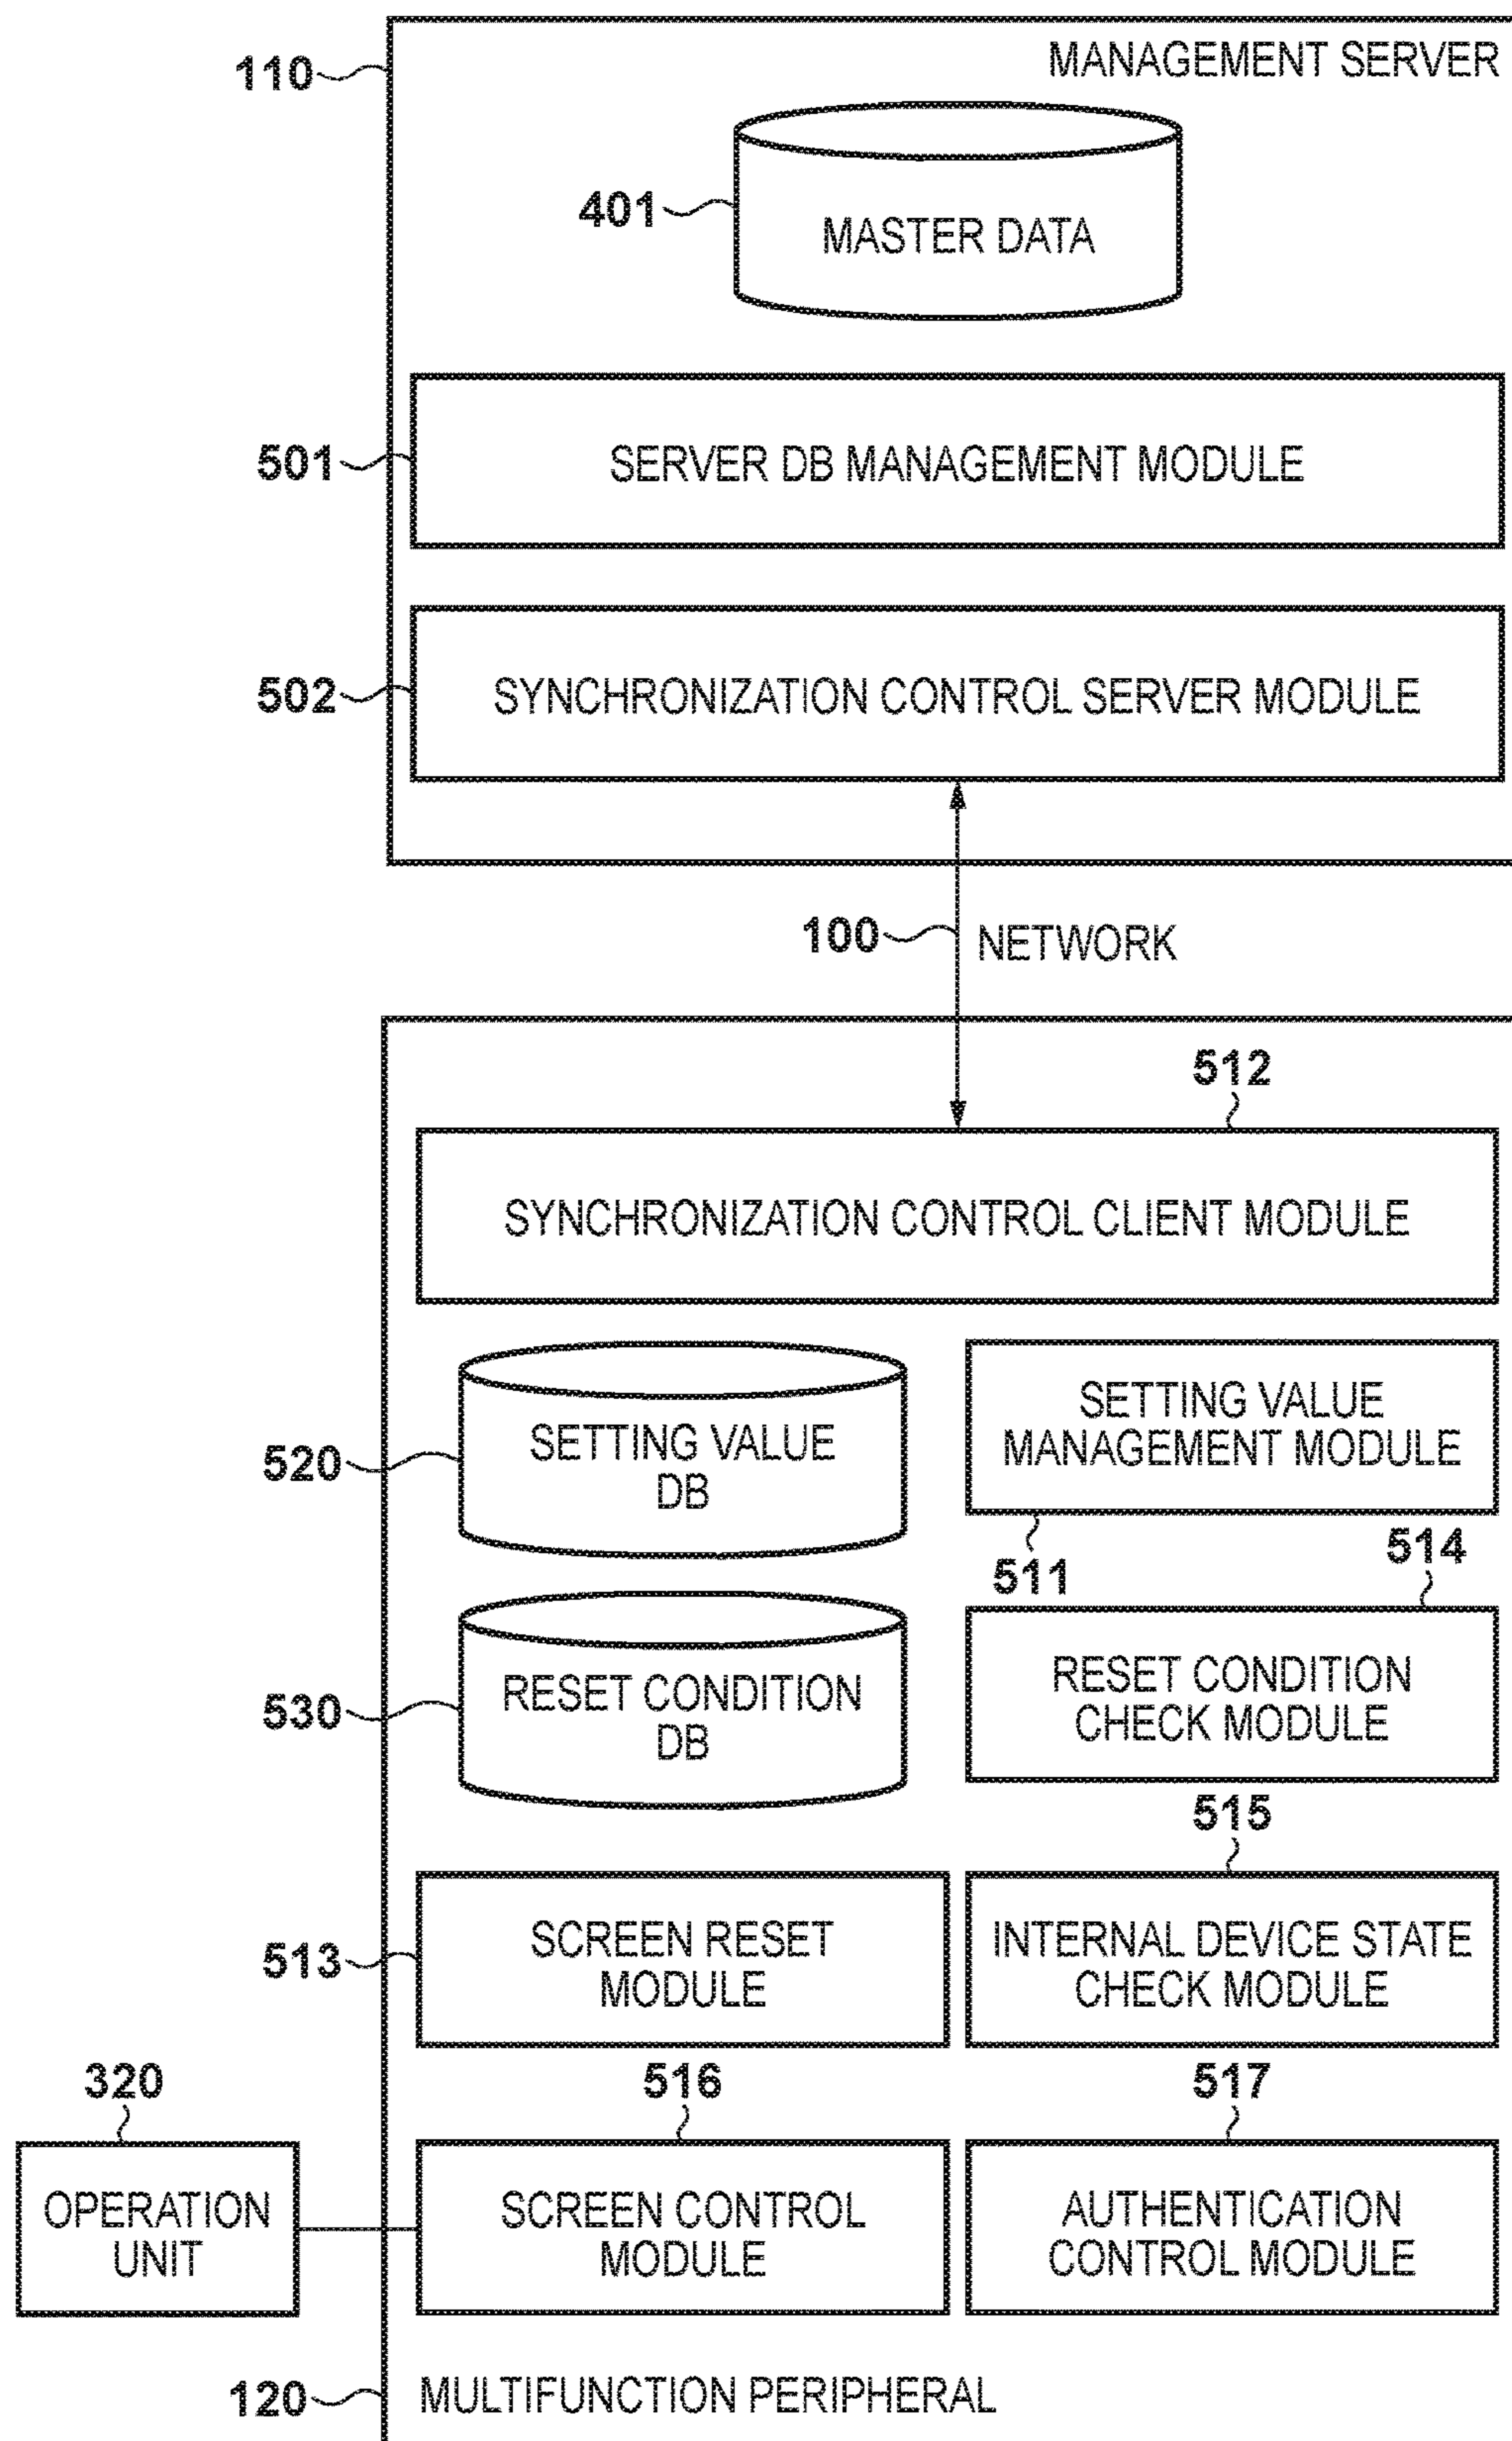 MANAGEMENT SERVER
110
401
MASTER DATA
501
SERVER DB MANAGEMENT MODULE
502
SYNCHRONIZATION CONTROL SERVER MODULE
100
NETWORK
512
SYNCHRONIZATION CONTROL CLIENT MODULE
520
SETTING VALUE
DB
SETTING VALUE
MANAGEMENT MODULE
511
514
530
RESET CONDITION
DB
RESET CONDITION
CHECK MODULE
515
513
SCREEN RESET
MODULE
INTERNAL DEVICE STATE
CHECK MODULE
320
516
517
OPERATION
UNIT
SCREEN CONTROL
MODULE
AUTHENTICATION
CONTROL MODULE
120
MULTIFUNCTION PERIPHERAL